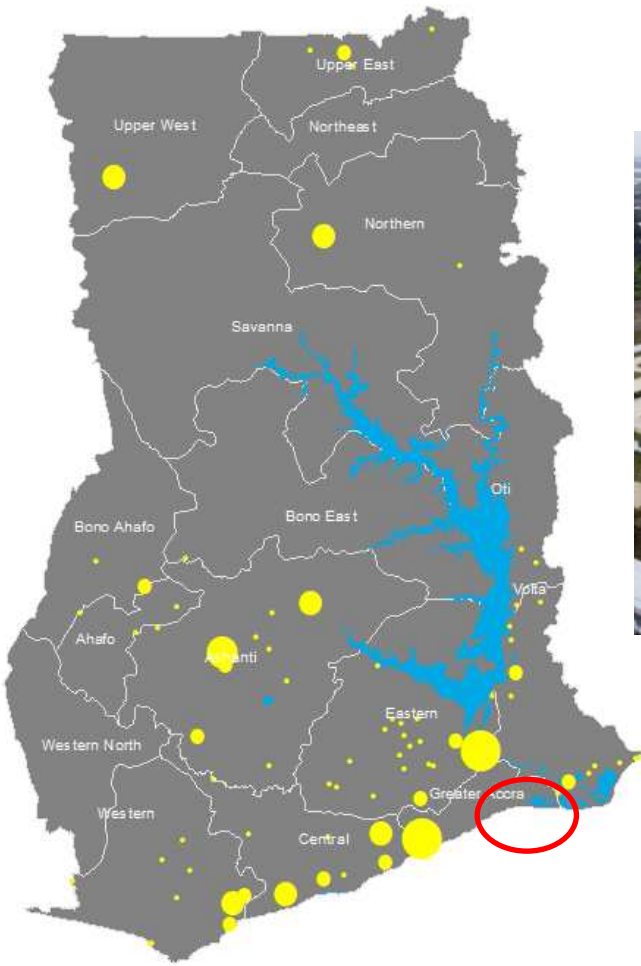 Upper East
Upper West
Northeast
Northern
Savanna
Oti
Bono East
Bono Ahafo
Volta
Ahafo
Ashanti
Eastern
Western North
Greater Accra
Western
Central